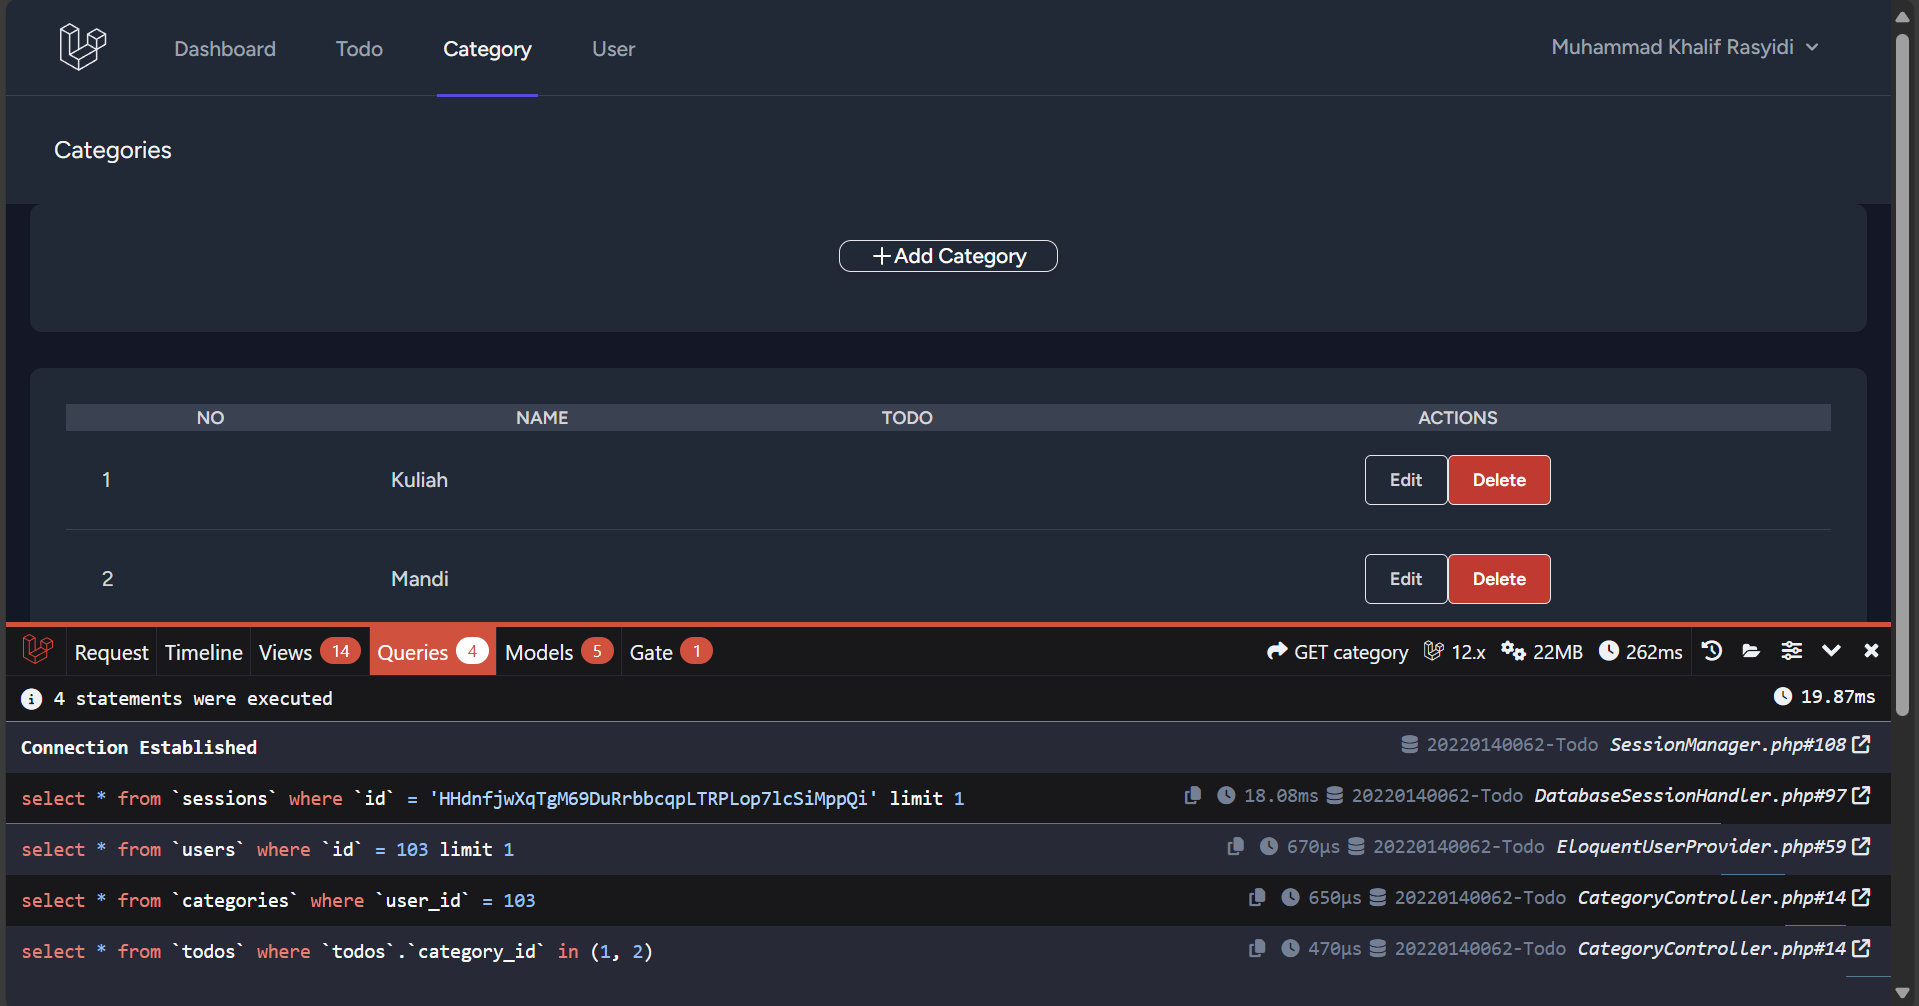 Dashboard Todo Category User Muhammad Khalif Rasyidi
Categories
+Add Category
NO NAME TODO ACTIONS
1 Kuliah Edit Delete
2 Mandi Edit Delete
Request Timeline Views 14 Queries 4 Models 5 Gate 1 GET category 12.x 22MB 262ms
4 statements were executed 19.87ms
Connection Established 20220140062-Todo SessionManager.php#108
select * from `sessions` where `id` = 'HHdnfjwXqTgM69DuRrbbcqpLTRPLop7lcSiMppQi' limit 1 18.08ms 20220140062-Todo DatabaseSessionHandler.php#97
select * from `users` where `id` = 103 limit 1 670μs 20220140062-Todo EloquentUserProvider.php#59
select * from `categories` where `user_id` = 103 650μs 20220140062-Todo CategoryController.php#14
select * from `todos` where `todos`.`category_id` in (1, 2) 470μs 20220140062-Todo CategoryController.php#14